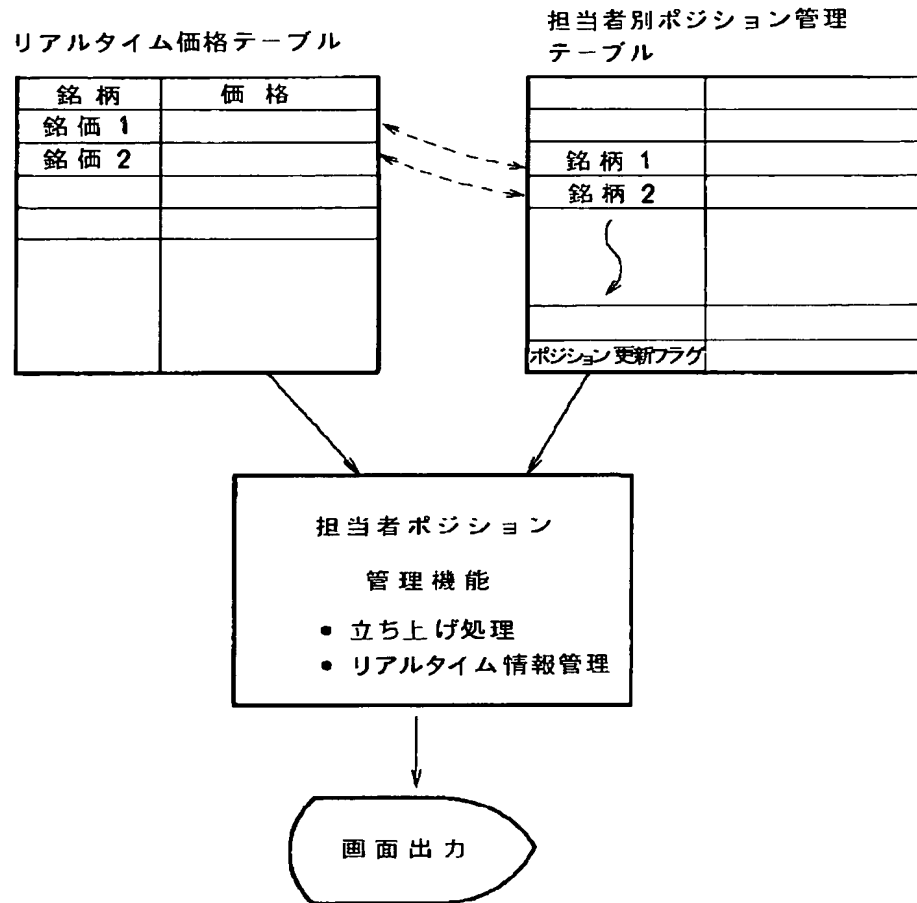 リアルタイム価格テーブル
担当者別ポジション管理
テーブル
銘柄 価格
銘価1
銘価2
銘柄1
銘柄2
ポジション更新フラグ
担当者ポジション
管理機能
• 立ち上げ処理
• リアルタイム情報管理
画面出力